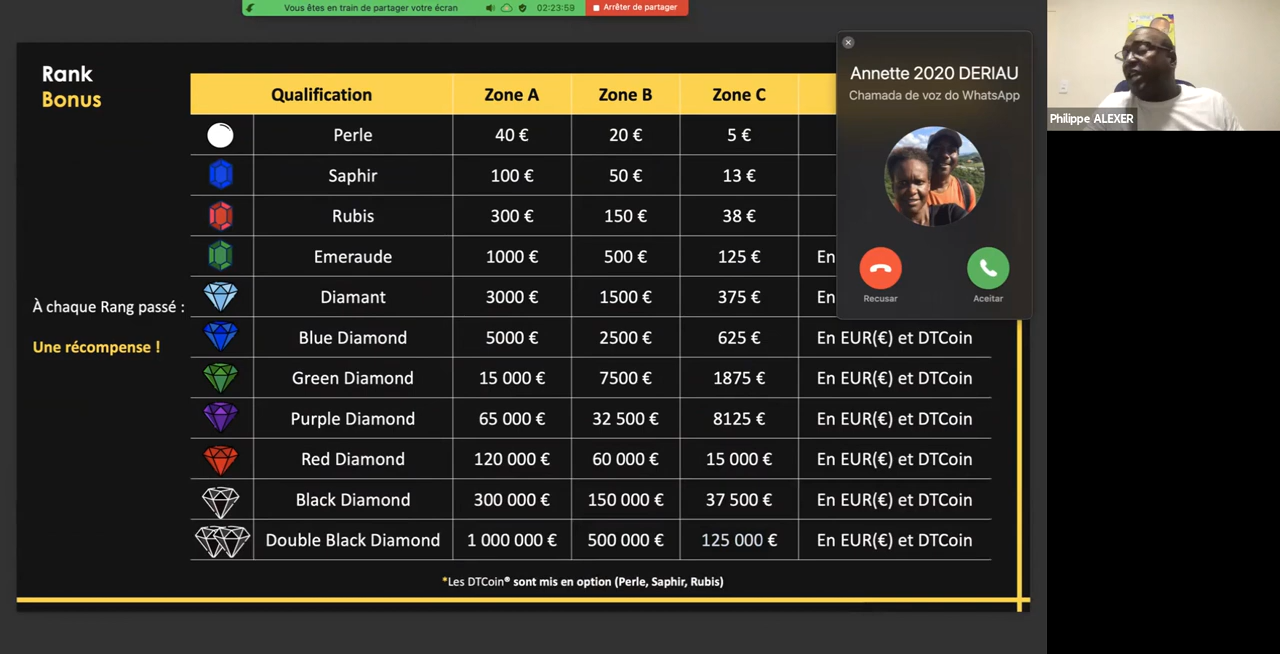 Vous êtes en train de partager votre écran 02:23:59 Arrêter de partager
Rank
Bonus
Qualification Zone A Zone B Zone C
Perle 40 € 20 € 5 €
Saphir 100 € 50 € 13 €
Rubis 300 € 150 € 38 €
Emeraude 1000 € 500 € 125 € En
Diamant 3000 € 1500 € 375 € En
Blue Diamond 5000 € 2500 € 625 € En EUR(€) et DTCoin
Green Diamond 15 000 € 7500 € 1875 € En EUR(€) et DTCoin
Purple Diamond 65 000 € 32 500 € 8125 € En EUR(€) et DTCoin
Red Diamond 120 000 € 60 000 € 15 000 € En EUR(€) et DTCoin
Black Diamond 300 000 € 150 000 € 37 500 € En EUR(€) et DTCoin
Double Black Diamond 1 000 000 € 500 000 € 125 000 € En EUR(€) et DTCoin
À chaque Rang passé :
Une récompense !
*Les DTCoin® sont mis en option (Perle, Saphir, Rubis)
Annette 2020 DERIAU
Chamada de voz do WhatsApp
Recusar Aceitar
Philippe ALEXER